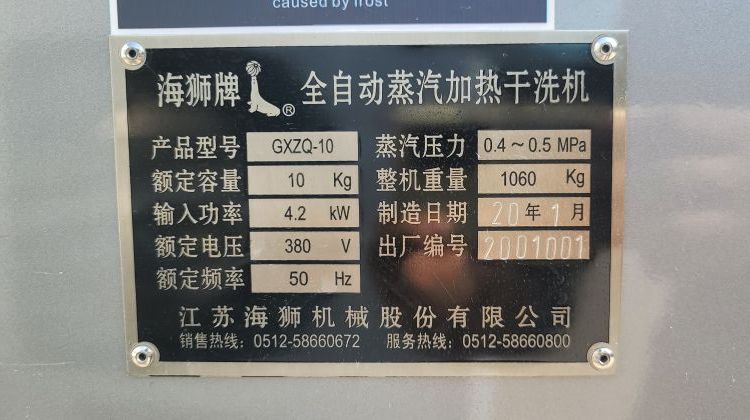 caused by frost
海狮牌 ® 全自动蒸汽加热干洗机
产品型号 GXZQ-10 蒸汽压力 0.4~0.5 MPa
额定容量 10 Kg 整机重量 1060 Kg
输入功率 4.2 kW 制造日期 20年1月
额定电压 380 V 出厂编号 2001001
额定频率 50 Hz
江苏海狮机械股份有限公司
销售热线：0512-58660672 服务热线：0512-58660800